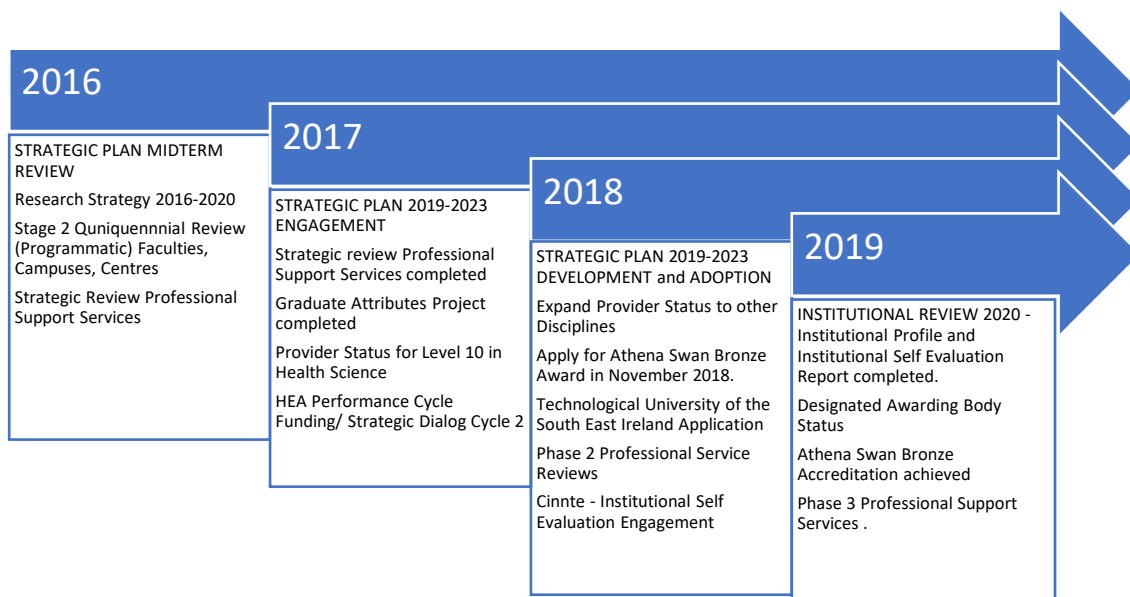 2016
STRATEGIC PLAN MIDTERM
REVIEW
Research Strategy 2016-2020
Stage 2 Quniquennnial Review
(Programmatic) Faculties,
Campuses, Centres
Strategic Review Professional
Support Services
2017
STRATEGIC PLAN 2019-2023
ENGAGEMENT
Strategic review Professional
Support Services completed
Graduate Attributes Project
completed
Provider Status for Level 10 in
Health Science
HEA Performance Cycle
Funding/ Strategic Dialog Cycle 2
2018
STRATEGIC PLAN 2019-2023
DEVELOPMENT and ADOPTION
Expand Provider Status to other
Disciplines
Apply for Athena Swan Bronze
Award in November 2018.
Technological University of the
South East Ireland Application
Phase 2 Professional Service
Reviews
Cinnte - Institutional Self
Evaluation Engagement
2019
INSTITUTIONAL REVIEW 2020 -
Institutional Profile and
Institutional Self Evaluation
Report completed.
Designated Awarding Body
Status
Athena Swan Bronze
Accreditation achieved
Phase 3 Professional Support
Services .